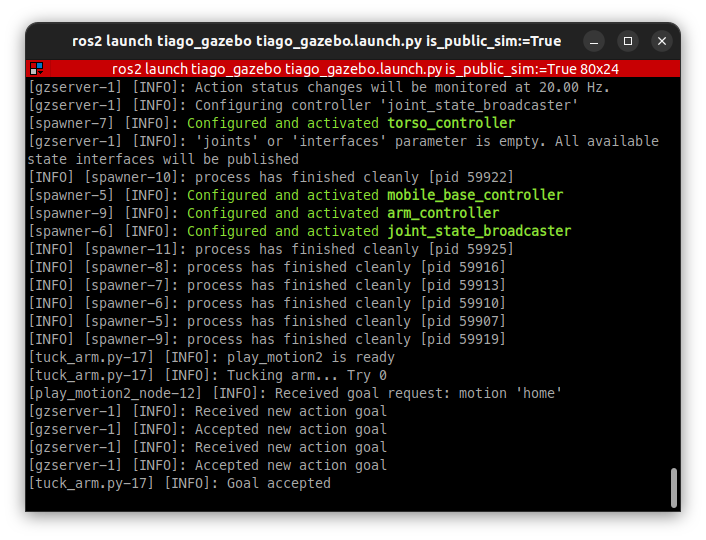 ros2 launch tiago_gazebo tiago_gazebo.launch.py is_public_sim:=True
ros2 launch tiago_gazebo tiago_gazebo.launch.py is_public_sim:=True 80x24
[gzserver-1] [INFO]: Action status changes will be monitored at 20.00 Hz.
[gzserver-1] [INFO]: Configuring controller 'joint_state_broadcaster'
[spawner-7] [INFO]: Configured and activated torso_controller
[gzserver-1] [INFO]: 'joints' or 'interfaces' parameter is empty. All available
state interfaces will be published
[INFO] [spawner-10]: process has finished cleanly [pid 59922]
[spawner-5] [INFO]: Configured and activated mobile_base_controller
[spawner-9] [INFO]: Configured and activated arm_controller
[spawner-6] [INFO]: Configured and activated joint_state_broadcaster
[INFO] [spawner-11]: process has finished cleanly [pid 59925]
[INFO] [spawner-8]: process has finished cleanly [pid 59916]
[INFO] [spawner-7]: process has finished cleanly [pid 59913]
[INFO] [spawner-6]: process has finished cleanly [pid 59910]
[INFO] [spawner-5]: process has finished cleanly [pid 59907]
[INFO] [spawner-9]: process has finished cleanly [pid 59919]
[tuck_arm.py-17] [INFO]: play_motion2 is ready
[tuck_arm.py-17] [INFO]: Tucking arm... Try 0
[play_motion2_node-12] [INFO]: Received goal request: motion 'home'
[gzserver-1] [INFO]: Received new action goal
[gzserver-1] [INFO]: Accepted new action goal
[gzserver-1] [INFO]: Received new action goal
[gzserver-1] [INFO]: Accepted new action goal
[tuck_arm.py-17] [INFO]: Goal accepted